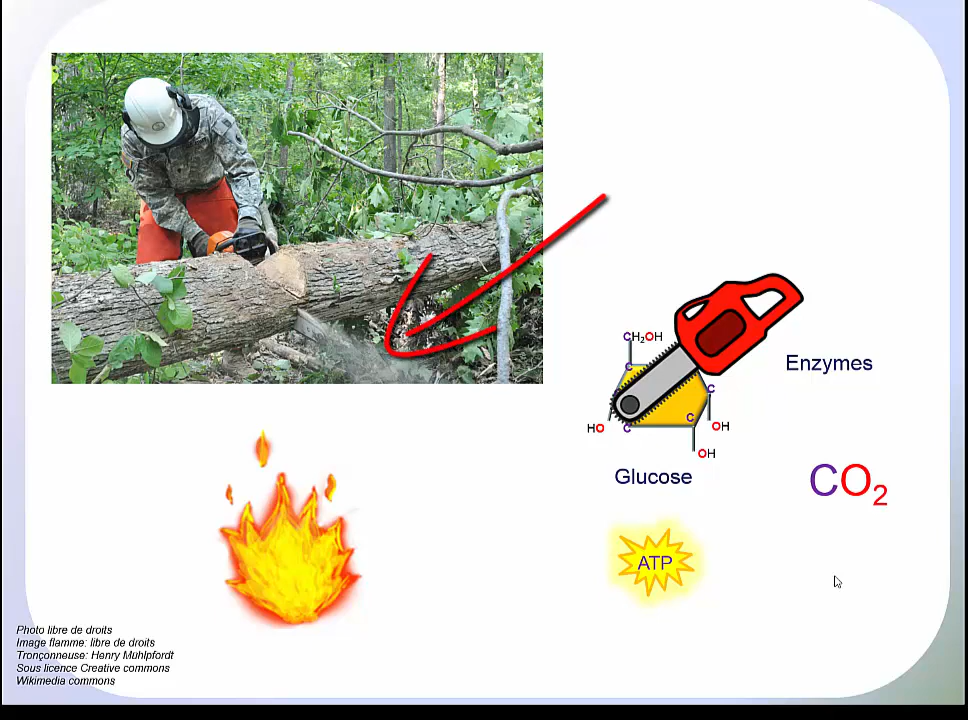 CH2OH
C
C
C
C
HO
OH
OH
Glucose
Enzymes
CO2
ATP
Photo libre de droits
Image flamme: libre de droits
Tronçonneuse: Henry Mühlpfordt
Sous licence Creative commons
Wikimedia commons